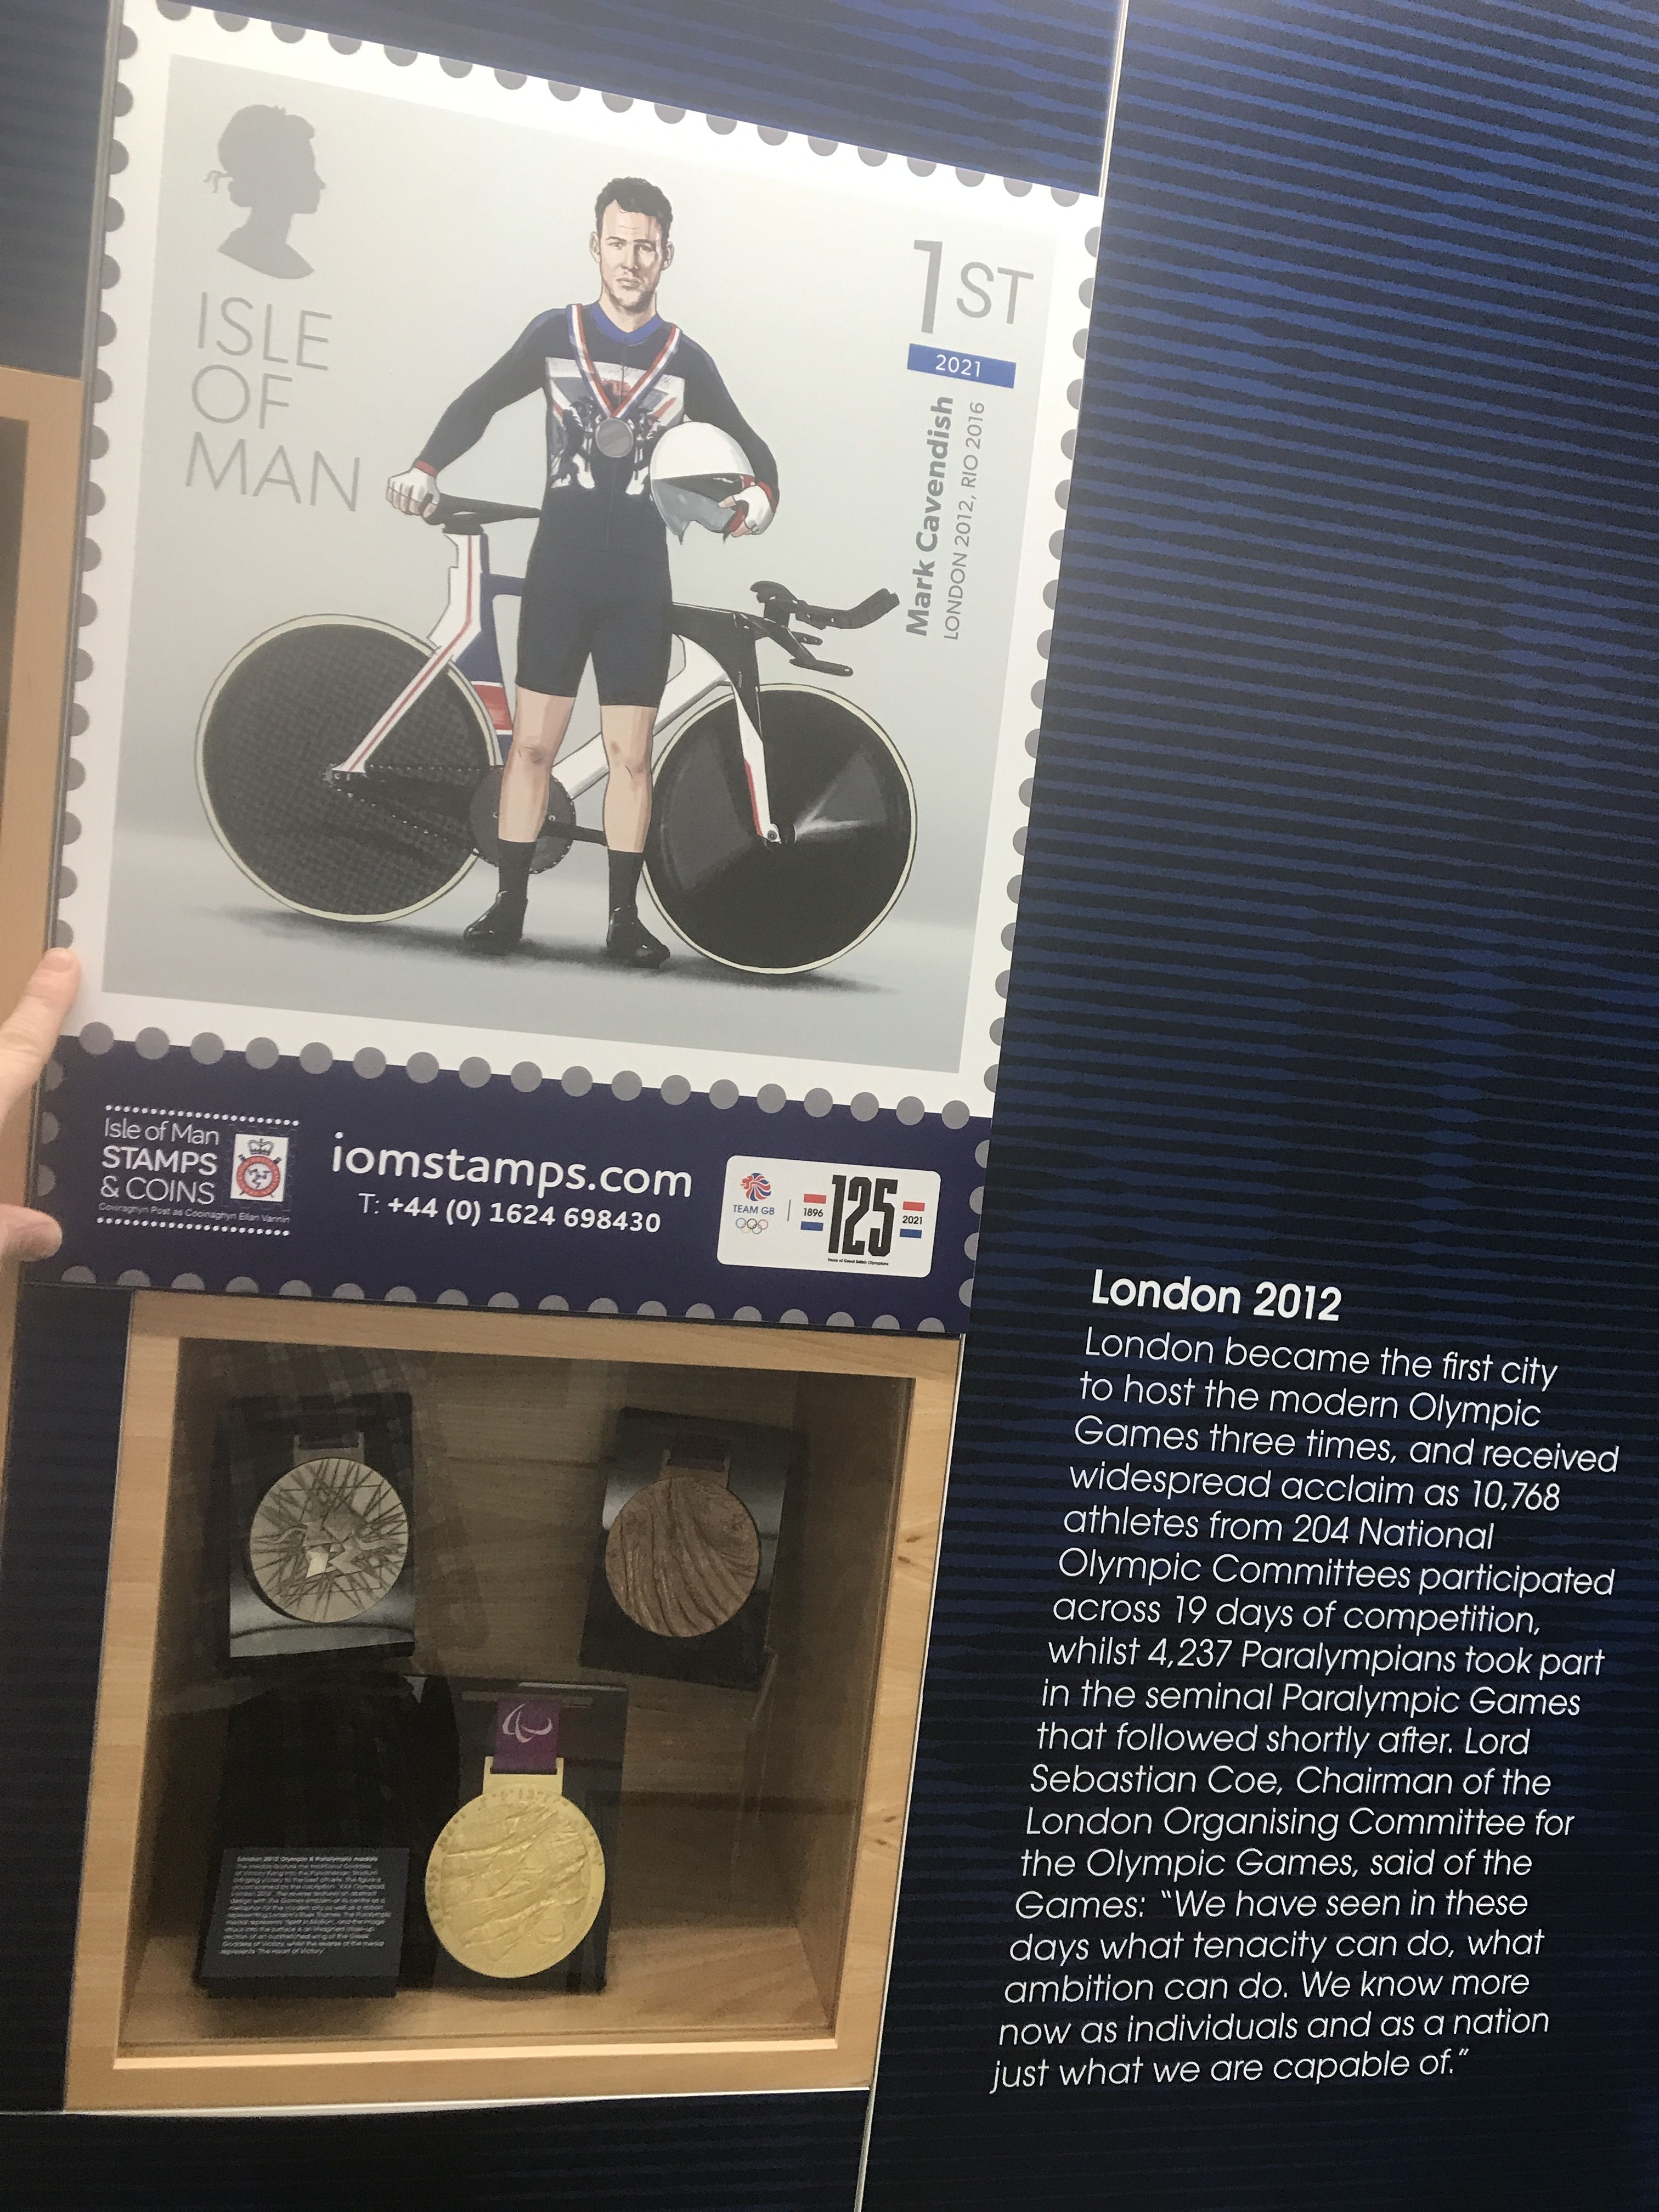 ISLE
OF
MAN
1ST
2021
Mark Cavendish
LONDON 2012, RIO 2016
Isle of Man
STAMPS
& COINS
iomstamps.com
T: +44 (0) 1624 698430
TEAM GB
1896
125
2021
London 2012
London became the first city
to host the modern Olympic
Games three times, and received
widespread acclaim as 10,768
athletes from 204 National
Olympic Committees participated
across 19 days of competition,
whilst 4,237 Paralympians took part
in the seminal Paralympic Games
that followed shortly after. Lord
Sebastian Coe, Chairman of the
London Organising Committee for
the Olympic Games, said of the
Games: “We have seen in these
days what tenacity can do, what
ambition can do. We know more
now as individuals and as a nation
just what we are capable of.”
London 2012 Olympic & Paralympic medals